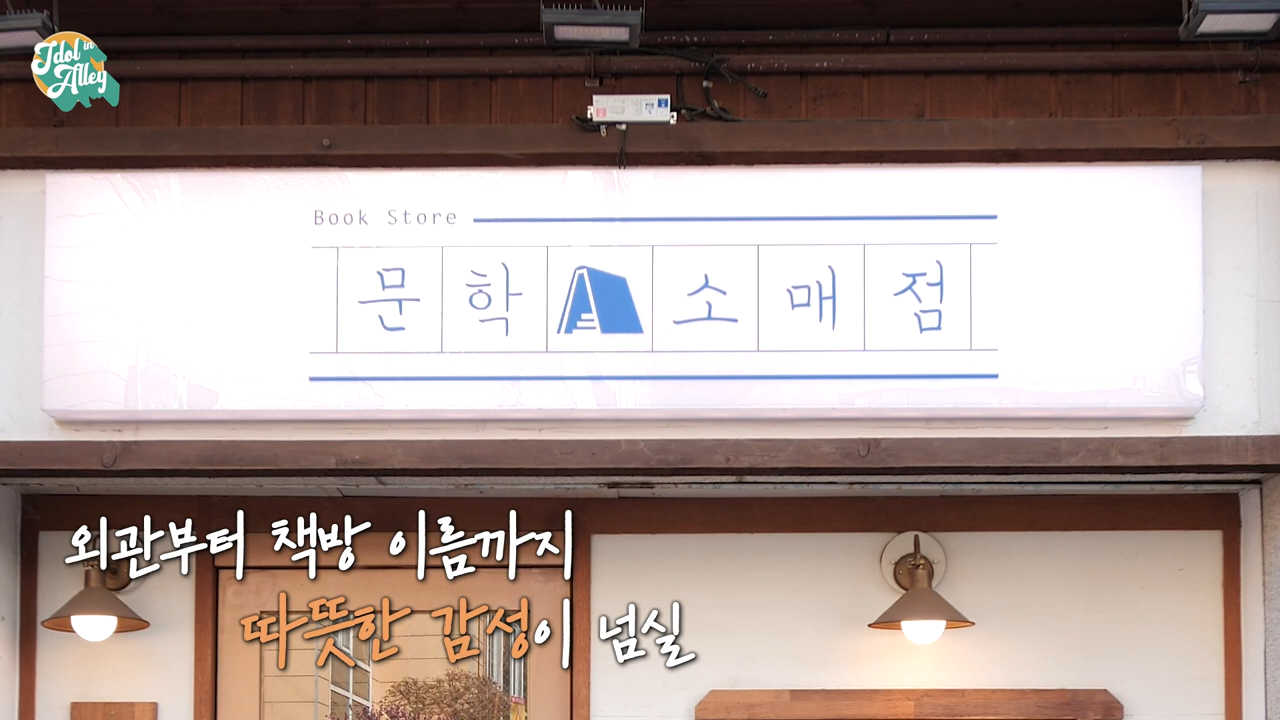 Idol in
Alley
Book Store
문학 소매점
외관부터 책방 이름까지
따뜻한 감성이 넘실